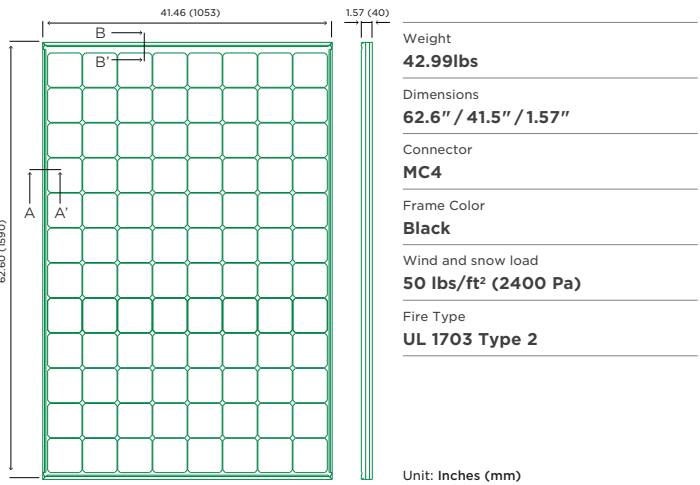 41.46 (1053)
1.57 (40)
B
B'
A
A'
62.60 (1590)
Weight
42.99lbs
Dimensions
62.6" / 41.5" / 1.57"
Connector
MC4
Frame Color
Black
Wind and snow load
50 lbs/ft² (2400 Pa)
Fire Type
UL 1703 Type 2
Unit: Inches (mm)